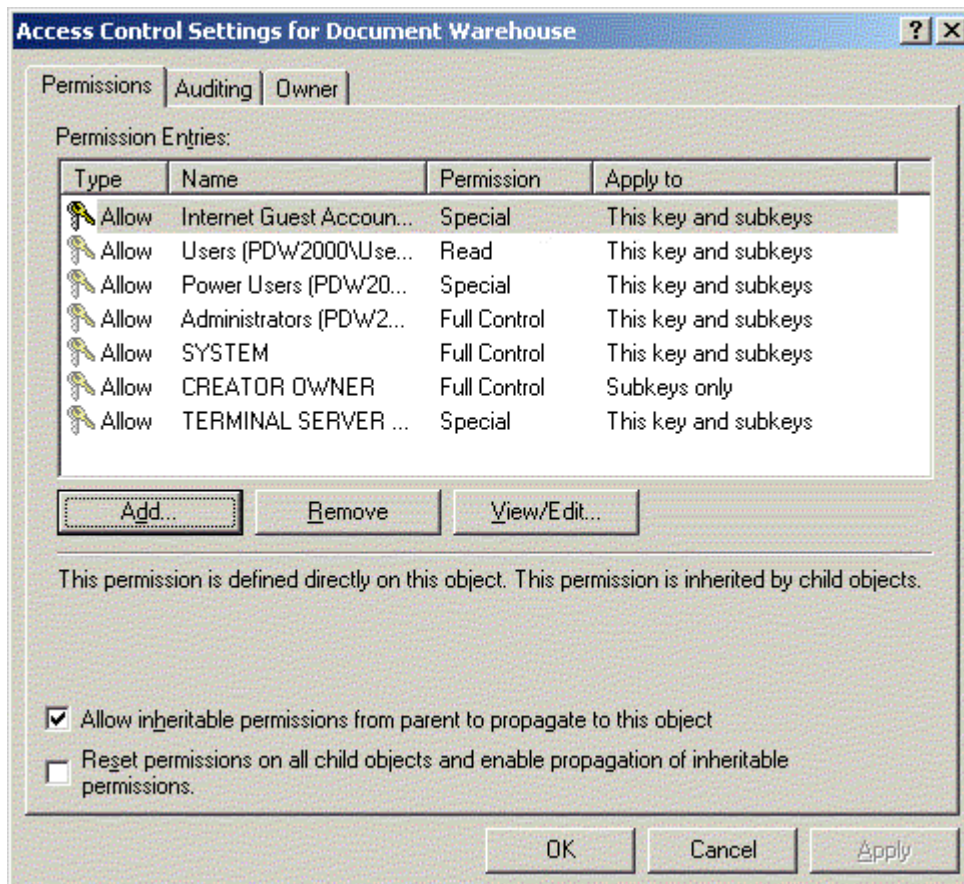 Access Control Settings for Document Warehouse
Permissions Auditing Owner
Permission Entries:
Type Name Permission Apply to
Allow Internet Guest Accoun... Special This key and subkeys
Allow Users (PDW2000\Use... Read This key and subkeys
Allow Power Users (PDW20... Special This key and subkeys
Allow Administrators (PDW2... Full Control This key and subkeys
Allow SYSTEM Full Control This key and subkeys
Allow CREATOR OWNER Full Control Subkeys only
Allow TERMINAL SERVER ... Special This key and subkeys
Add... Remove View/Edit...
This permission is defined directly on this object. This permission is inherited by child objects.
Allow inheritable permissions from parent to propagate to this object
Reset permissions on all child objects and enable propagation of inheritable
permissions.
OK Cancel Apply